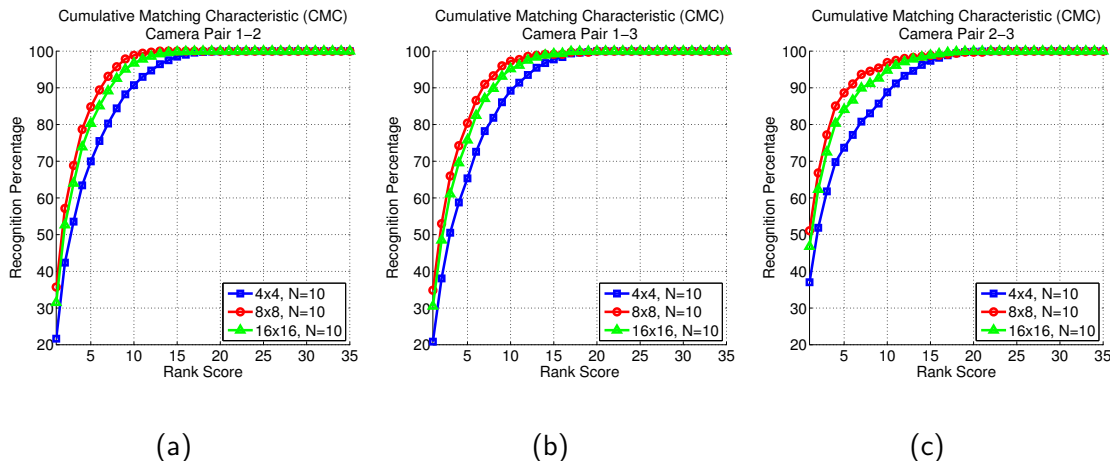 Cumulative Matching Characteristic (CMC)
Camera Pair 1−2
100
90
80
70
60
50
40
30
20
5 10 15 20 25 30 35
Recognition Percentage
Rank Score
4x4, N=10
8x8, N=10
16x16, N=10
(a)
Cumulative Matching Characteristic (CMC)
Camera Pair 1−3
100
90
80
70
60
50
40
30
20
5 10 15 20 25 30 35
Recognition Percentage
Rank Score
4x4, N=10
8x8, N=10
16x16, N=10
(b)
Cumulative Matching Characteristic (CMC)
Camera Pair 2−3
100
90
80
70
60
50
40
30
20
5 10 15 20 25 30 35
Recognition Percentage
Rank Score
4x4, N=10
8x8, N=10
16x16, N=10
(c)